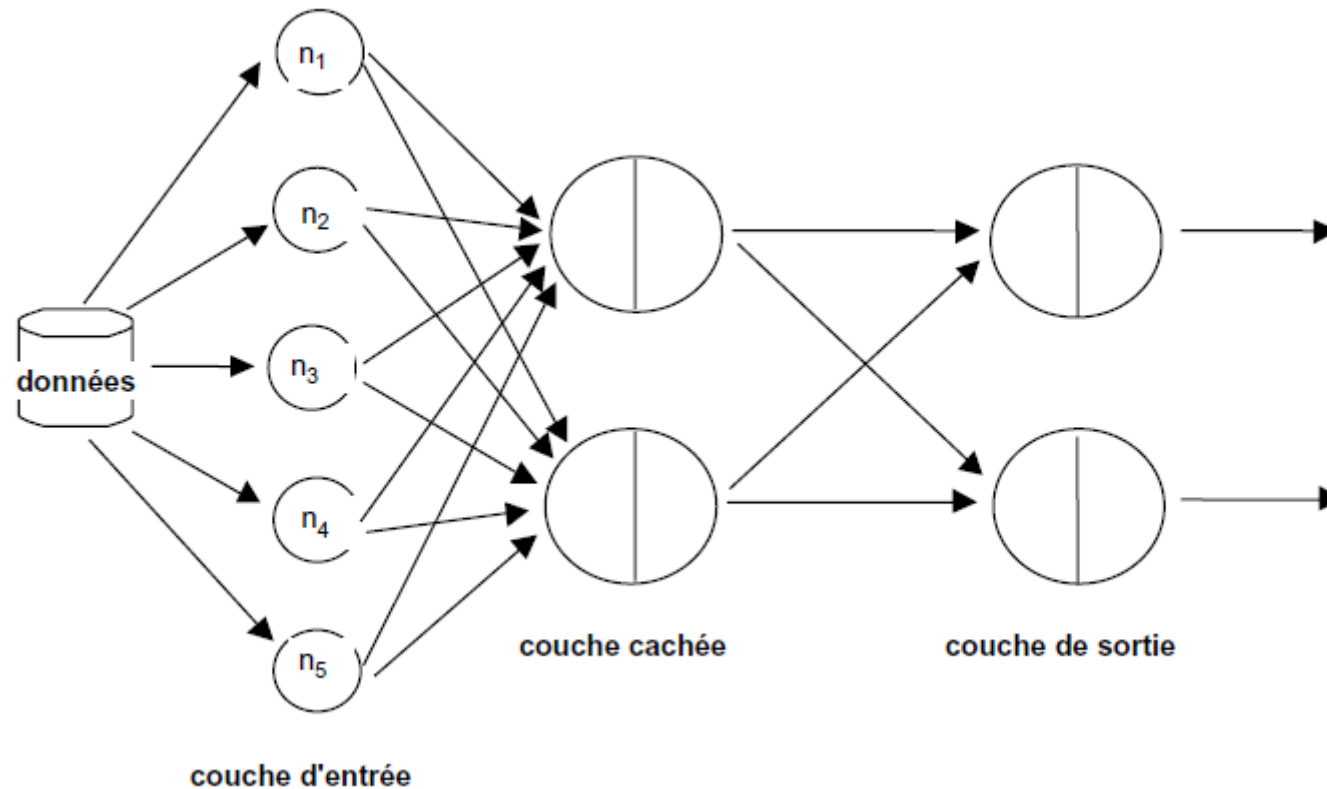 n1
n2
n3
données
n4
n5
couche cachée
couche de sortie
couche d'entrée